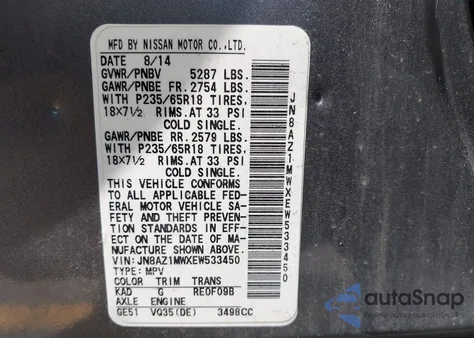 MFD BY NISSAN MOTOR CO.,LTD.
DATE 8/14
GVWR/PNBV 5287 LBS.
GAWR/PNBE FR. 2754 LBS.
WITH P235/65R18 TIRES.
18X7½ RIMS.AT 33 PSI
COLD SINGLE.
GAWR/PNBE RR. 2579 LBS.
WITH P235/65R18 TIRES.
18X7½ RIMS.AT 33 PSI
COLD SINGLE.
THIS VEHICLE CONFORMS
TO ALL APPLICABLE FED-
ERAL MOTOR VEHICLE SA-
FETY AND THEFT PREVEN-
TION STANDARDS IN EFF-
ECT ON THE DATE OF MA-
NUFACTURE SHOWN ABOVE.
VIN: JN8AZ1MWXEW533450
TYPE: MPV
COLOR TRIM TRANS
KAD G RE0F09B
AXLE ENGINE
GE51 VQ35(DE) 3498CC
JN8AZ1MWXEW533450
autoSnap